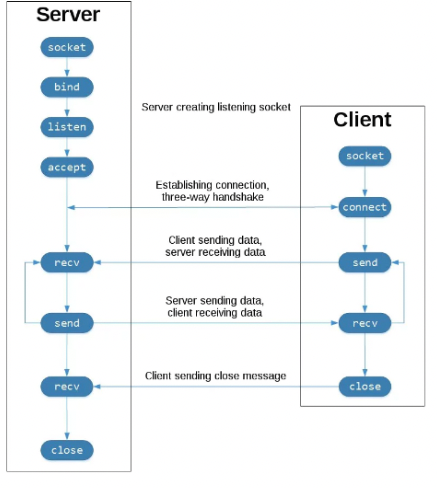 Server
socket
bind
Server creating listening socket
listen
Client
accept
socket
Establishing connection,
three-way handshake
connect
Client sending data,
server receiving data
recv
send
Server sending data,
client receiving data
send
recv
Client sending close message
recv
close
close